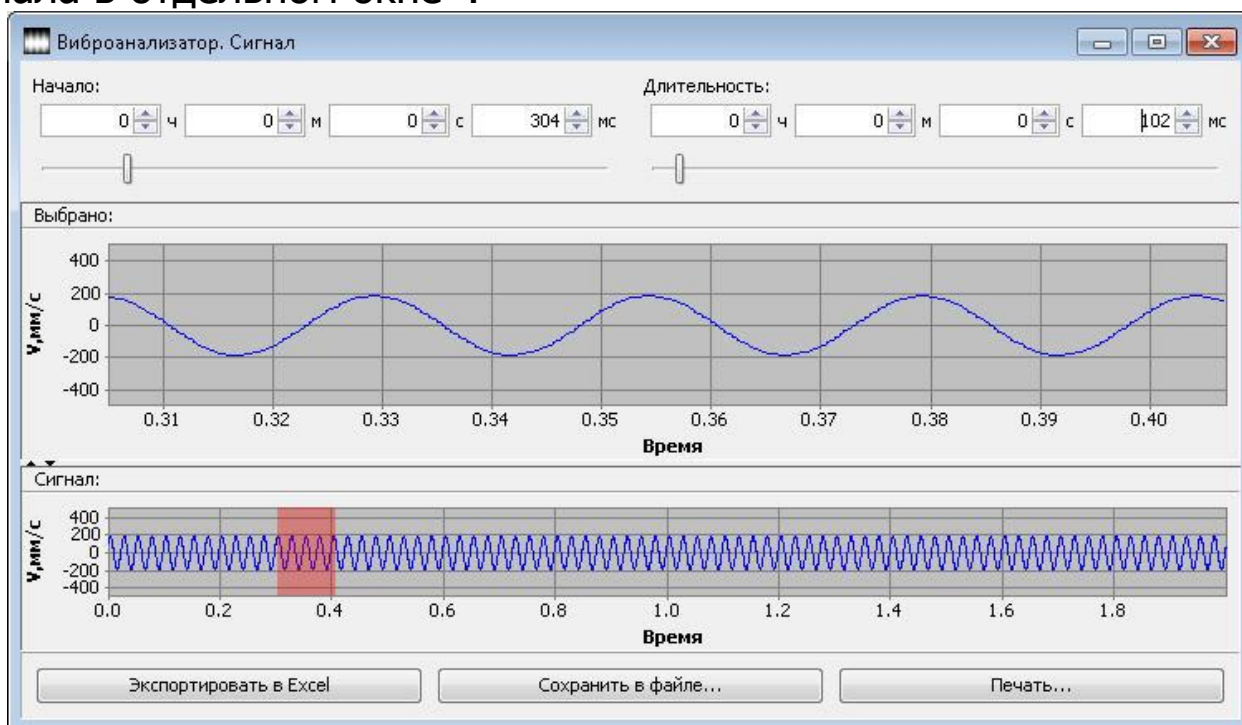 Виброанализатор. Сигнал
Начало: Длительность:
0 ч 0 м 0 с 304 мс 0 ч 0 м 0 с 102 мс
Выбрано:
400
200
0
-200
-400
V,мм/с
0.31 0.32 0.33 0.34 0.35 0.36 0.37 0.38 0.39 0.40
Время
Сигнал:
400
200
0
-200
-400
V,мм/с
0.0 0.2 0.4 0.6 0.8 1.0 1.2 1.4 1.6 1.8
Время
Экспортировать в Excel Сохранить в файле... Печать...